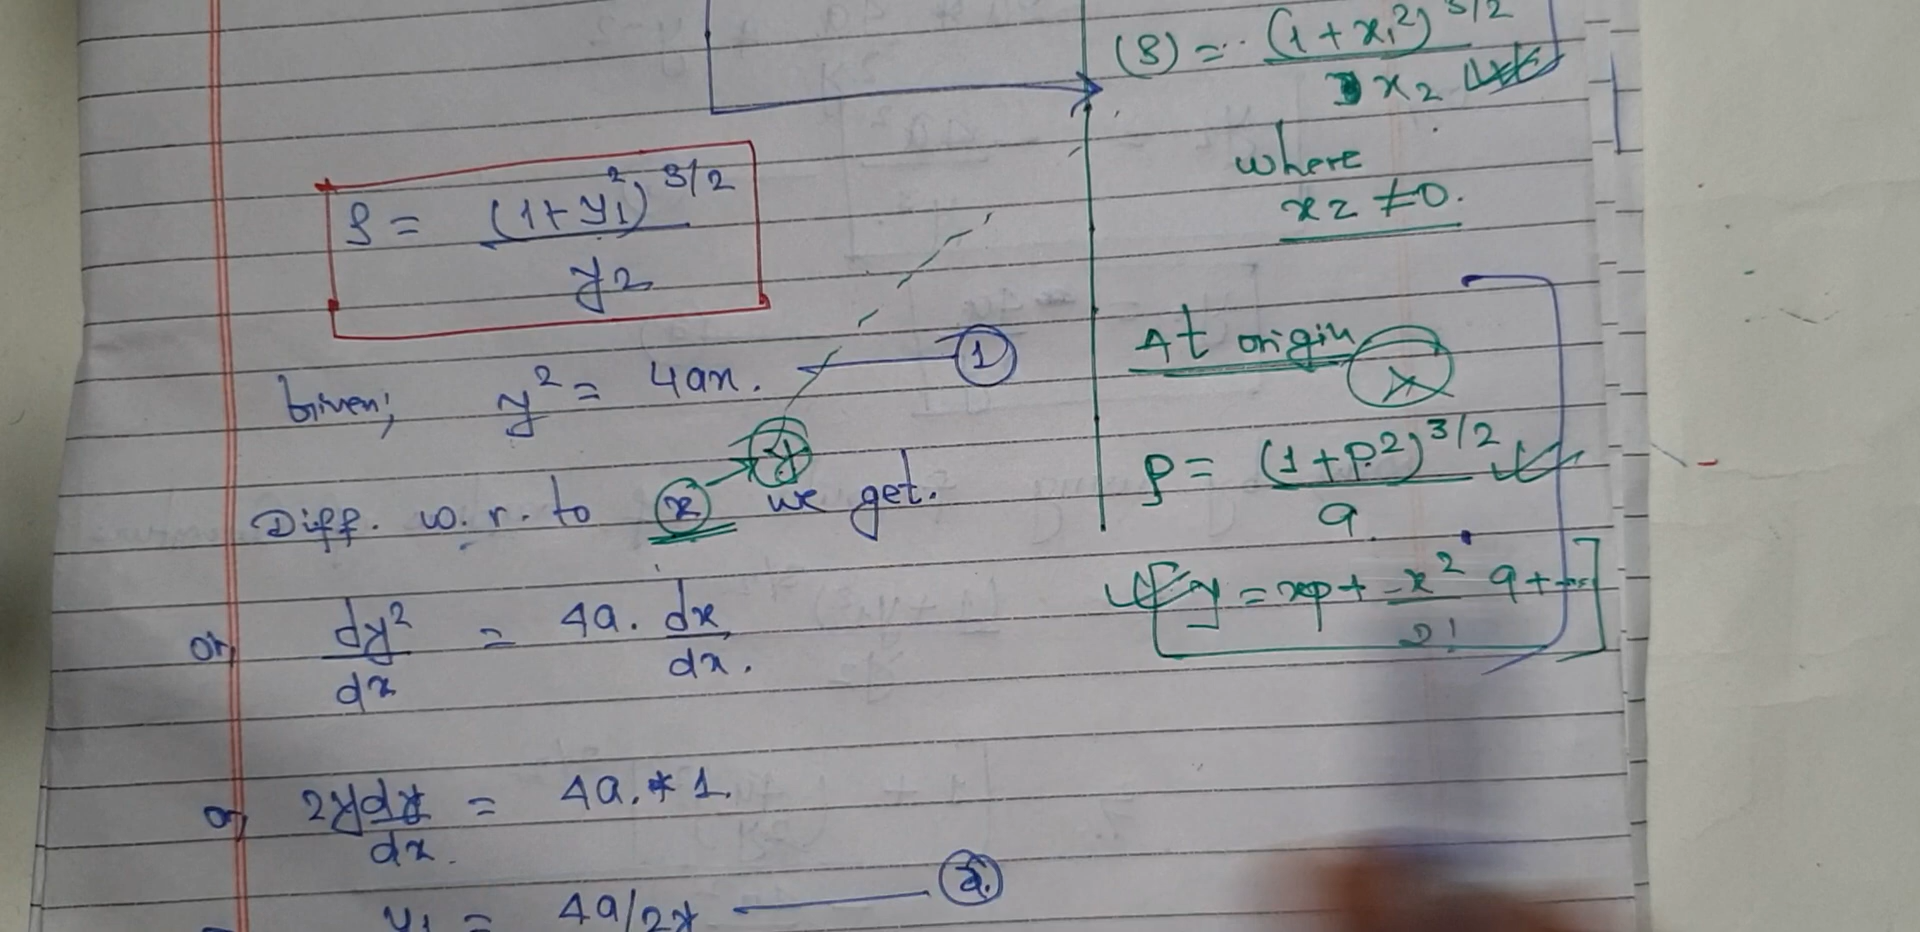 (ρ) = (1 + x₁²)^3/2 / x₂
where
x₂ ≠ 0.
ρ = (1 + y₁²)^3/2 / y₂
Given; y² = 4ax. ——— ①
At origin
Diff. w.r.to x → y we get.
ρ = (1 + p²)^3/2 / q
y = xp + x²/2! q + ---
or, dy²/dx = 4a. dx/dx.
or, 2y dy/dx = 4a. * 1.
y₁ = 4a/2y ——— ②